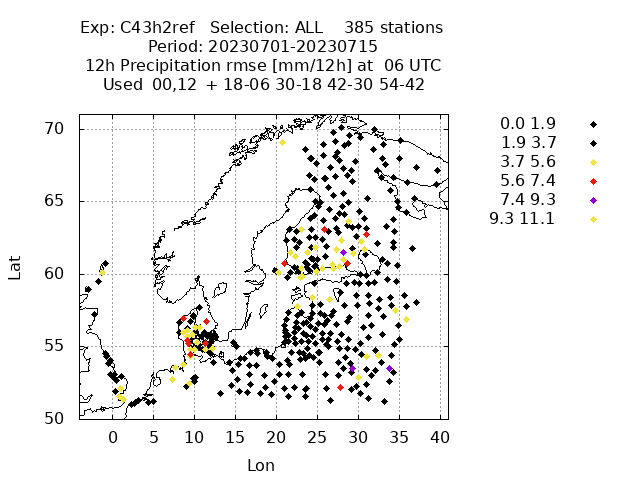 Exp: C43h2ref Selection: ALL 385 stations
Period: 20230701-20230715
12h Precipitation rmse [mm/12h] at 06 UTC
Used 00,12 + 18-06 30-18 42-30 54-42
0.0 1.9
1.9 3.7
3.7 5.6
5.6 7.4
7.4 9.3
9.3 11.1
70
65
60
55
50
Lat
0 5 10 15 20 25 30 35 40
Lon